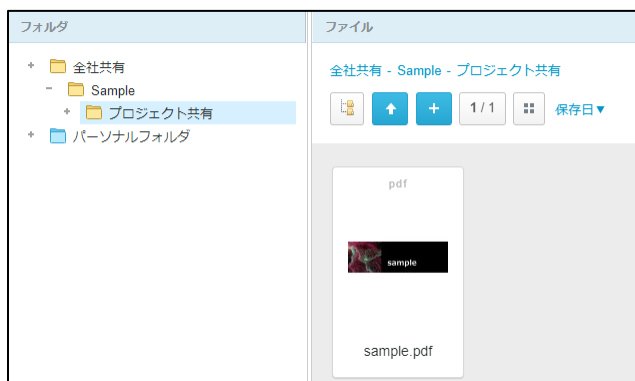 フォルダ
全社共有
Sample
プロジェクト共有
パーソナルフォルダ
ファイル
全社共有 - Sample - プロジェクト共有
1 / 1
保存日▼
pdf
sample
sample.pdf